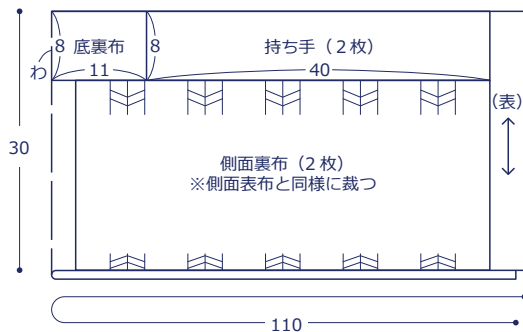 8 底裏布
8
持ち手（２枚）
わ
11
40
(表)
30
側面裏布（２枚）
※側面表布と同様に裁つ
110